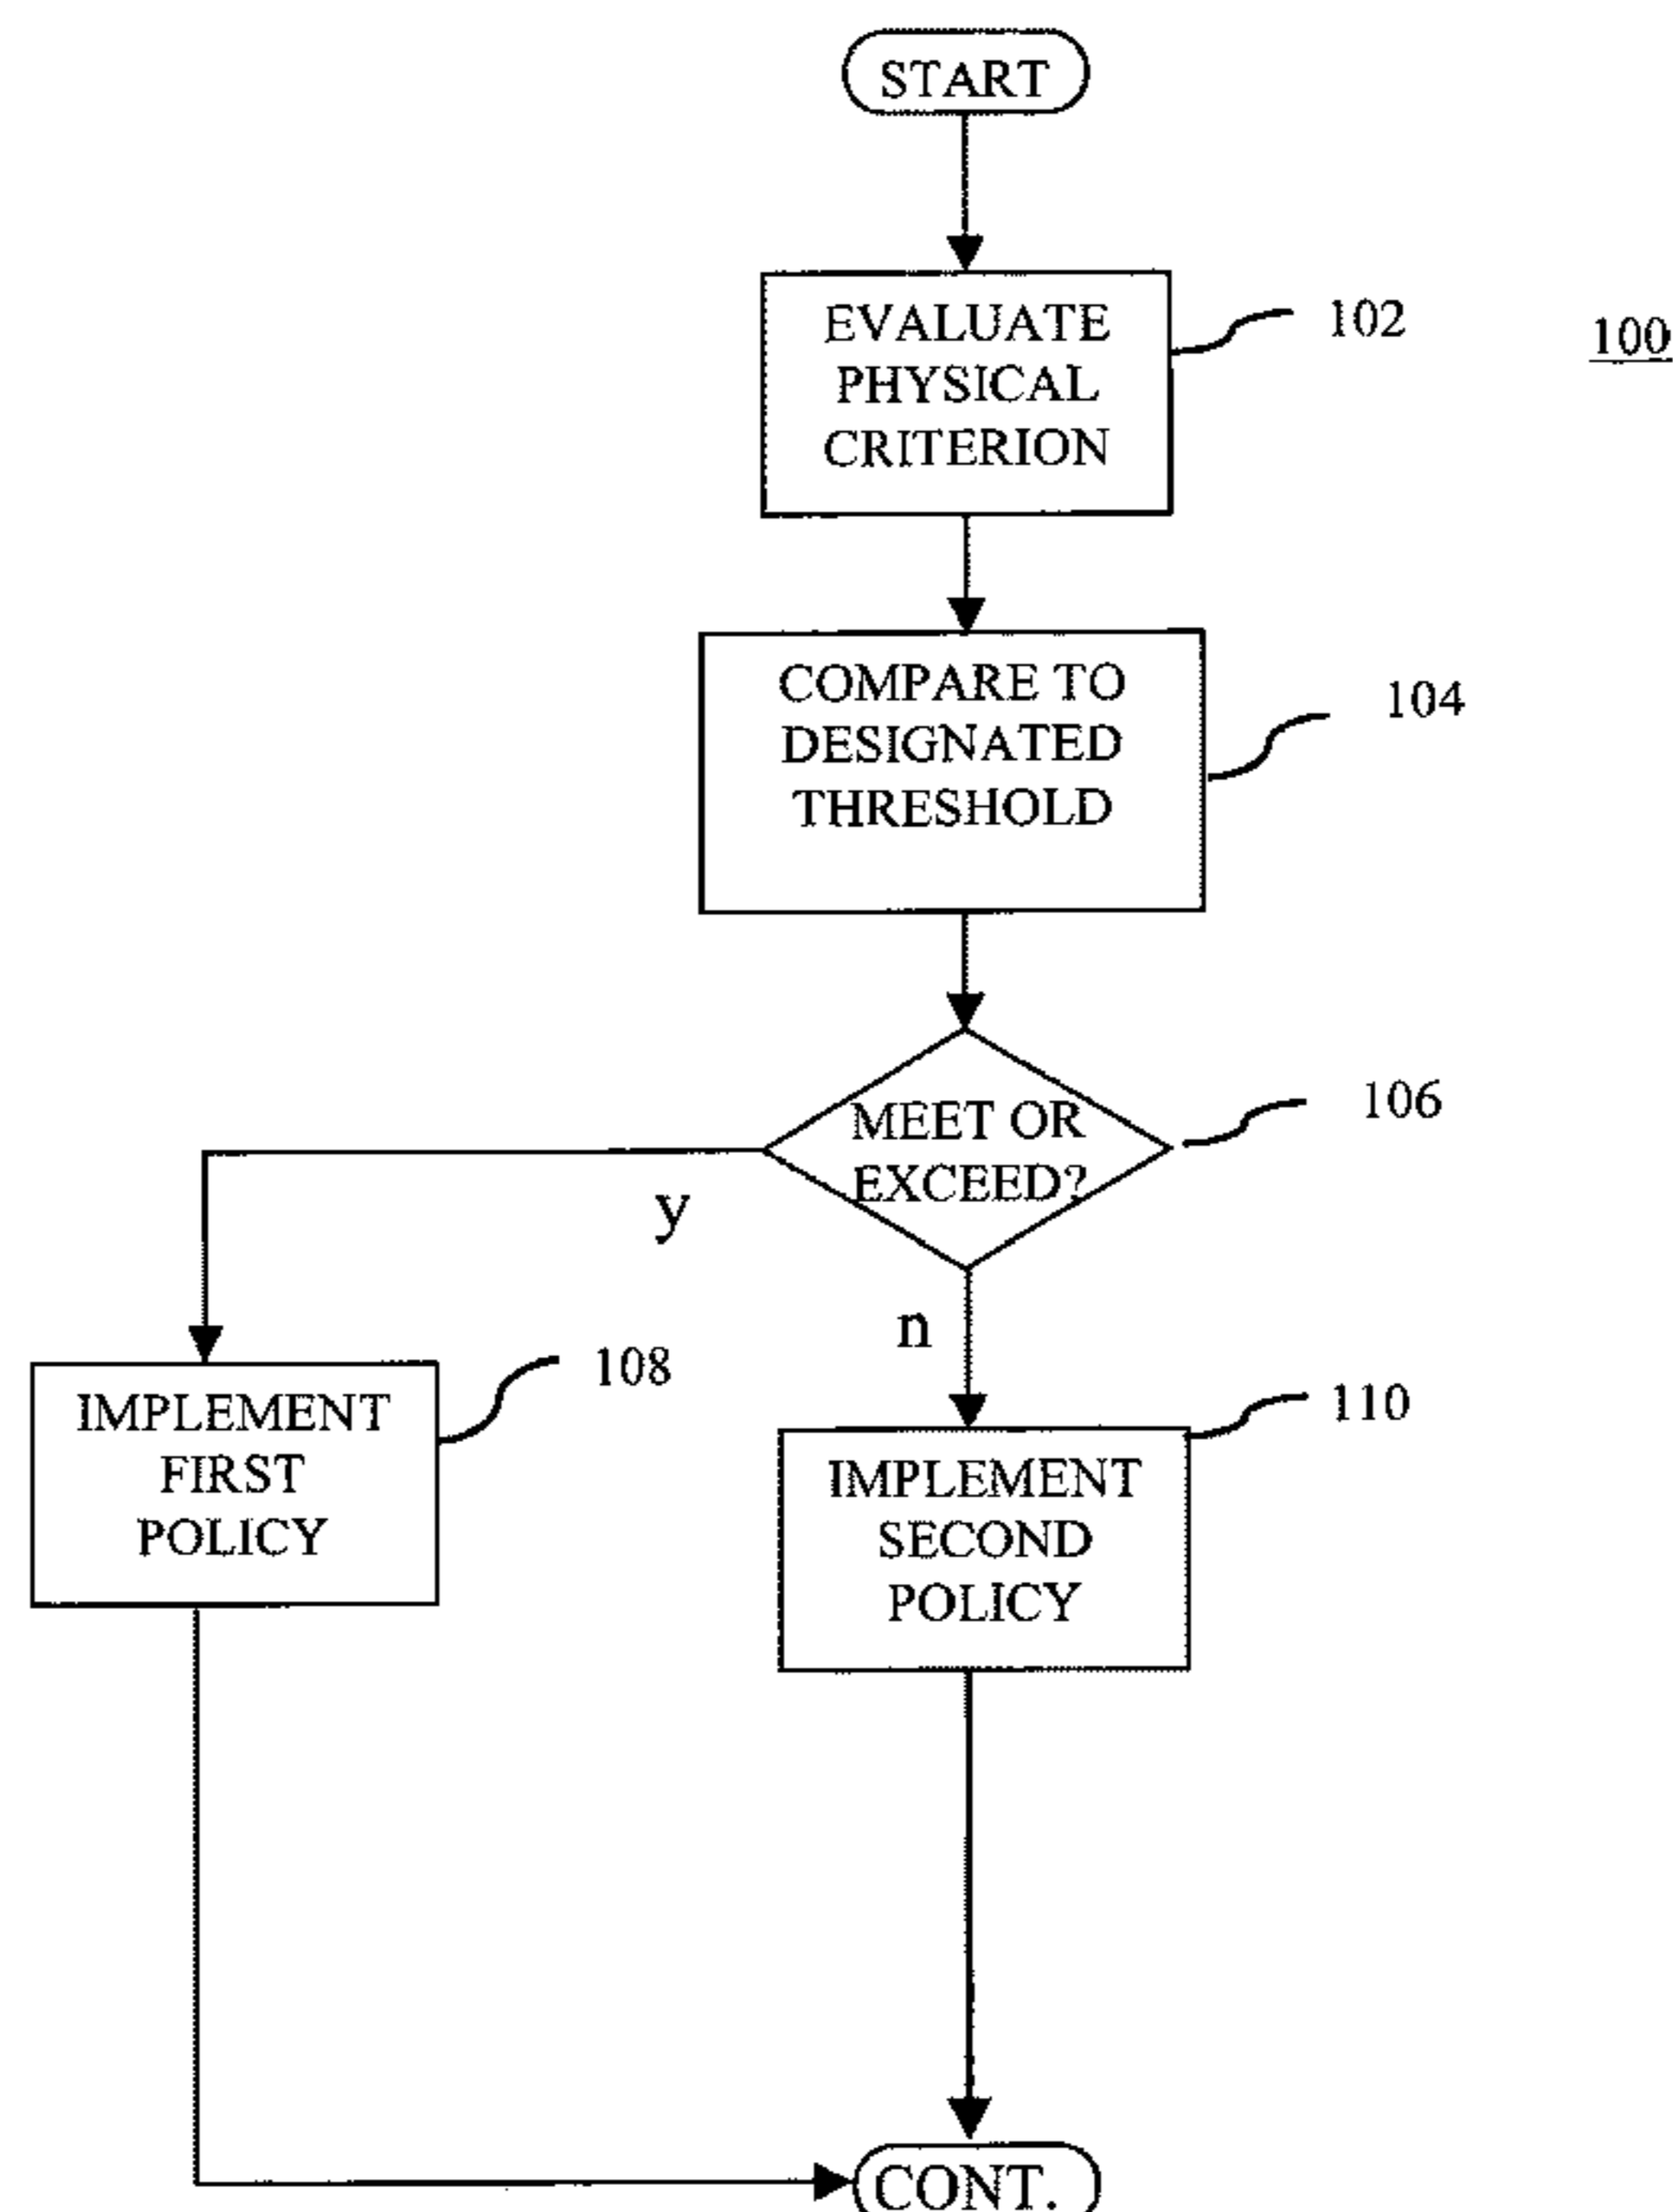 START
EVALUATE
PHYSICAL
CRITERION
102
100
COMPARE TO
DESIGNATED
THRESHOLD
104
MEET OR
EXCEED?
106
y
n
IMPLEMENT
FIRST
POLICY
108
IMPLEMENT
SECOND
POLICY
110
CONT.